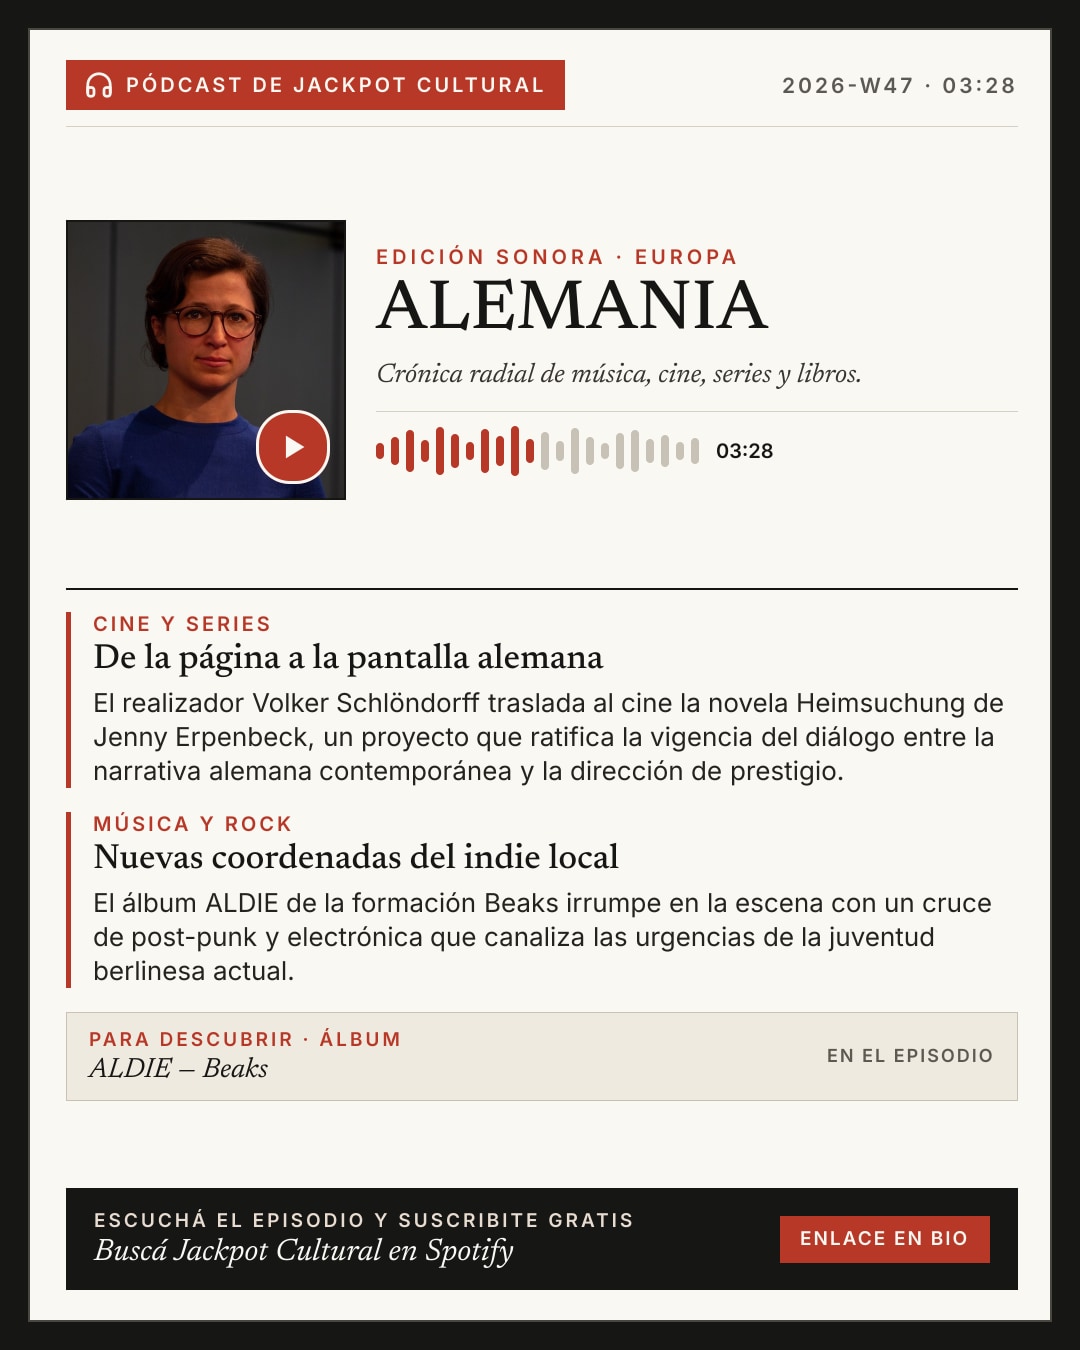 PÓDCAST DE JACKPOT CULTURAL
2026-W47 · 03:28
EDICIÓN SONORA · EUROPA
ALEMANIA
Crónica radial de música, cine, series y libros.
03:28
CINE Y SERIES
De la página a la pantalla alemana
El realizador Volker Schlöndorff traslada al cine la novela Heimsuchung de
Jenny Erpenbeck, un proyecto que ratifica la vigencia del diálogo entre la
narrativa alemana contemporánea y la dirección de prestigio.
MÚSICA Y ROCK
Nuevas coordenadas del indie local
El álbum ALDIE de la formación Beaks irrumpe en la escena con un cruce
de post-punk y electrónica que canaliza las urgencias de la juventud
berlinesa actual.
PARA DESCUBRIR · ÁLBUM
ALDIE – Beaks
EN EL EPISODIO
ESCUCHÁ EL EPISODIO Y SUSCRIBITE GRATIS
Buscá Jackpot Cultural en Spotify
ENLACE EN BIO